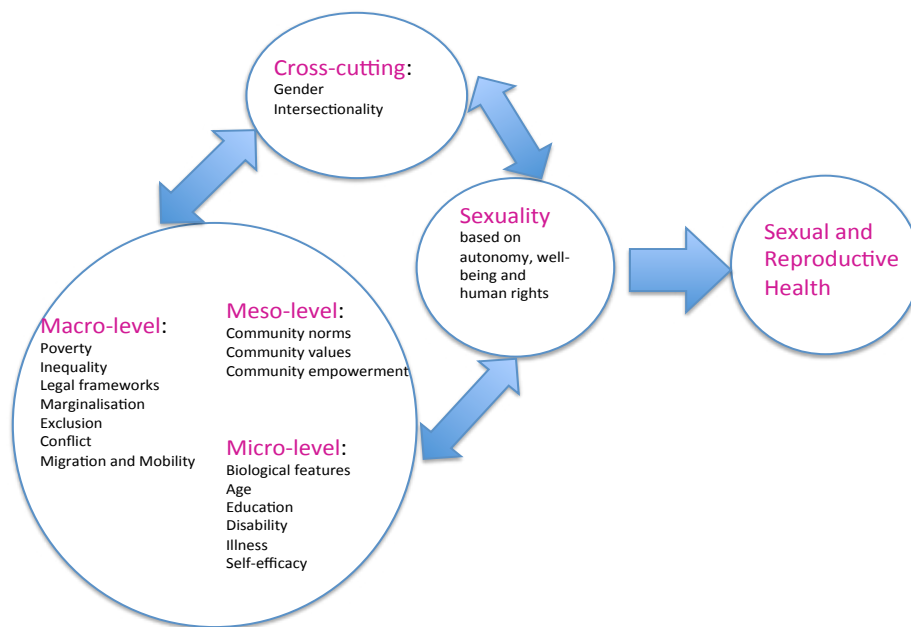 Cross-cutting:
Gender
Intersectionality
Sexuality
based on
autonomy, well-
being and
human rights
Sexual and
Reproductive
Health
Macro-level:
Poverty
Inequality
Legal frameworks
Marginalisation
Exclusion
Conflict
Migration and Mobility
Meso-level:
Community norms
Community values
Community empowerment
Micro-level:
Biological features
Age
Education
Disability
Illness
Self-efficacy